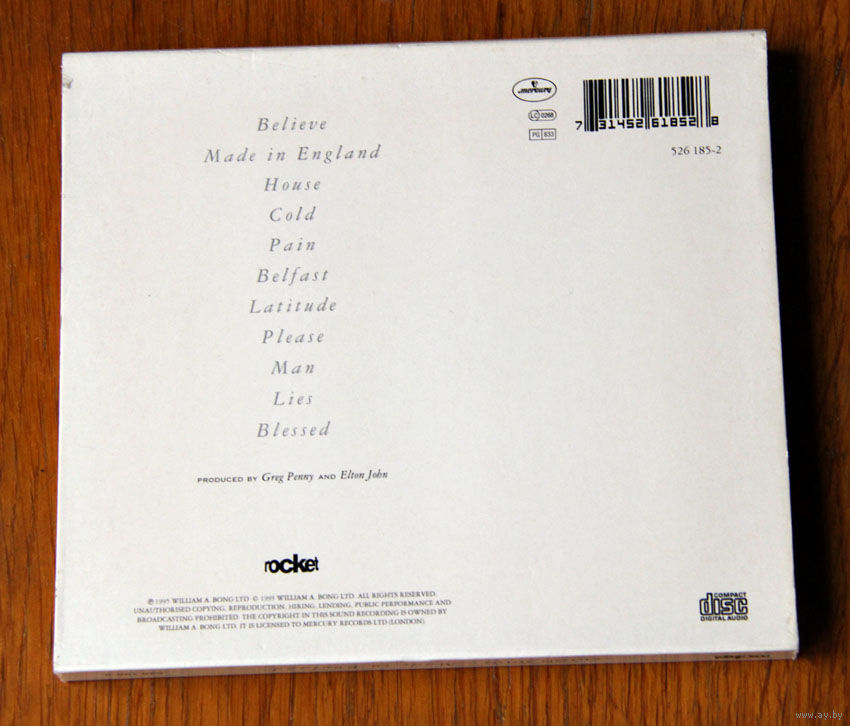 Believe
Made in England
House
Cold
Pain
Belfast
Latitude
Please
Man
Lies
Blessed
PRODUCED BY Greg Penny AND Elton John
rocket
℗ 1995 WILLIAM A. BONG LTD © 1995 WILLIAM A. BONG LTD. ALL RIGHTS RESERVED.
UNAUTHORISED COPYING, REPRODUCTION, HIRING, LENDING, PUBLIC PERFORMANCE AND
BROADCASTING PROHIBITED. THE COPYRIGHT IN THIS SOUND RECORDING IS OWNED BY
WILLIAM A. BONG LTD. IT IS LICENSED TO MERCURY RECORDS LTD (LONDON)
mercury
LC 0268
PG 833
7 31452 61852 8
526 185-2
COMPACT
disc
DIGITAL AUDIO
www.ay.by